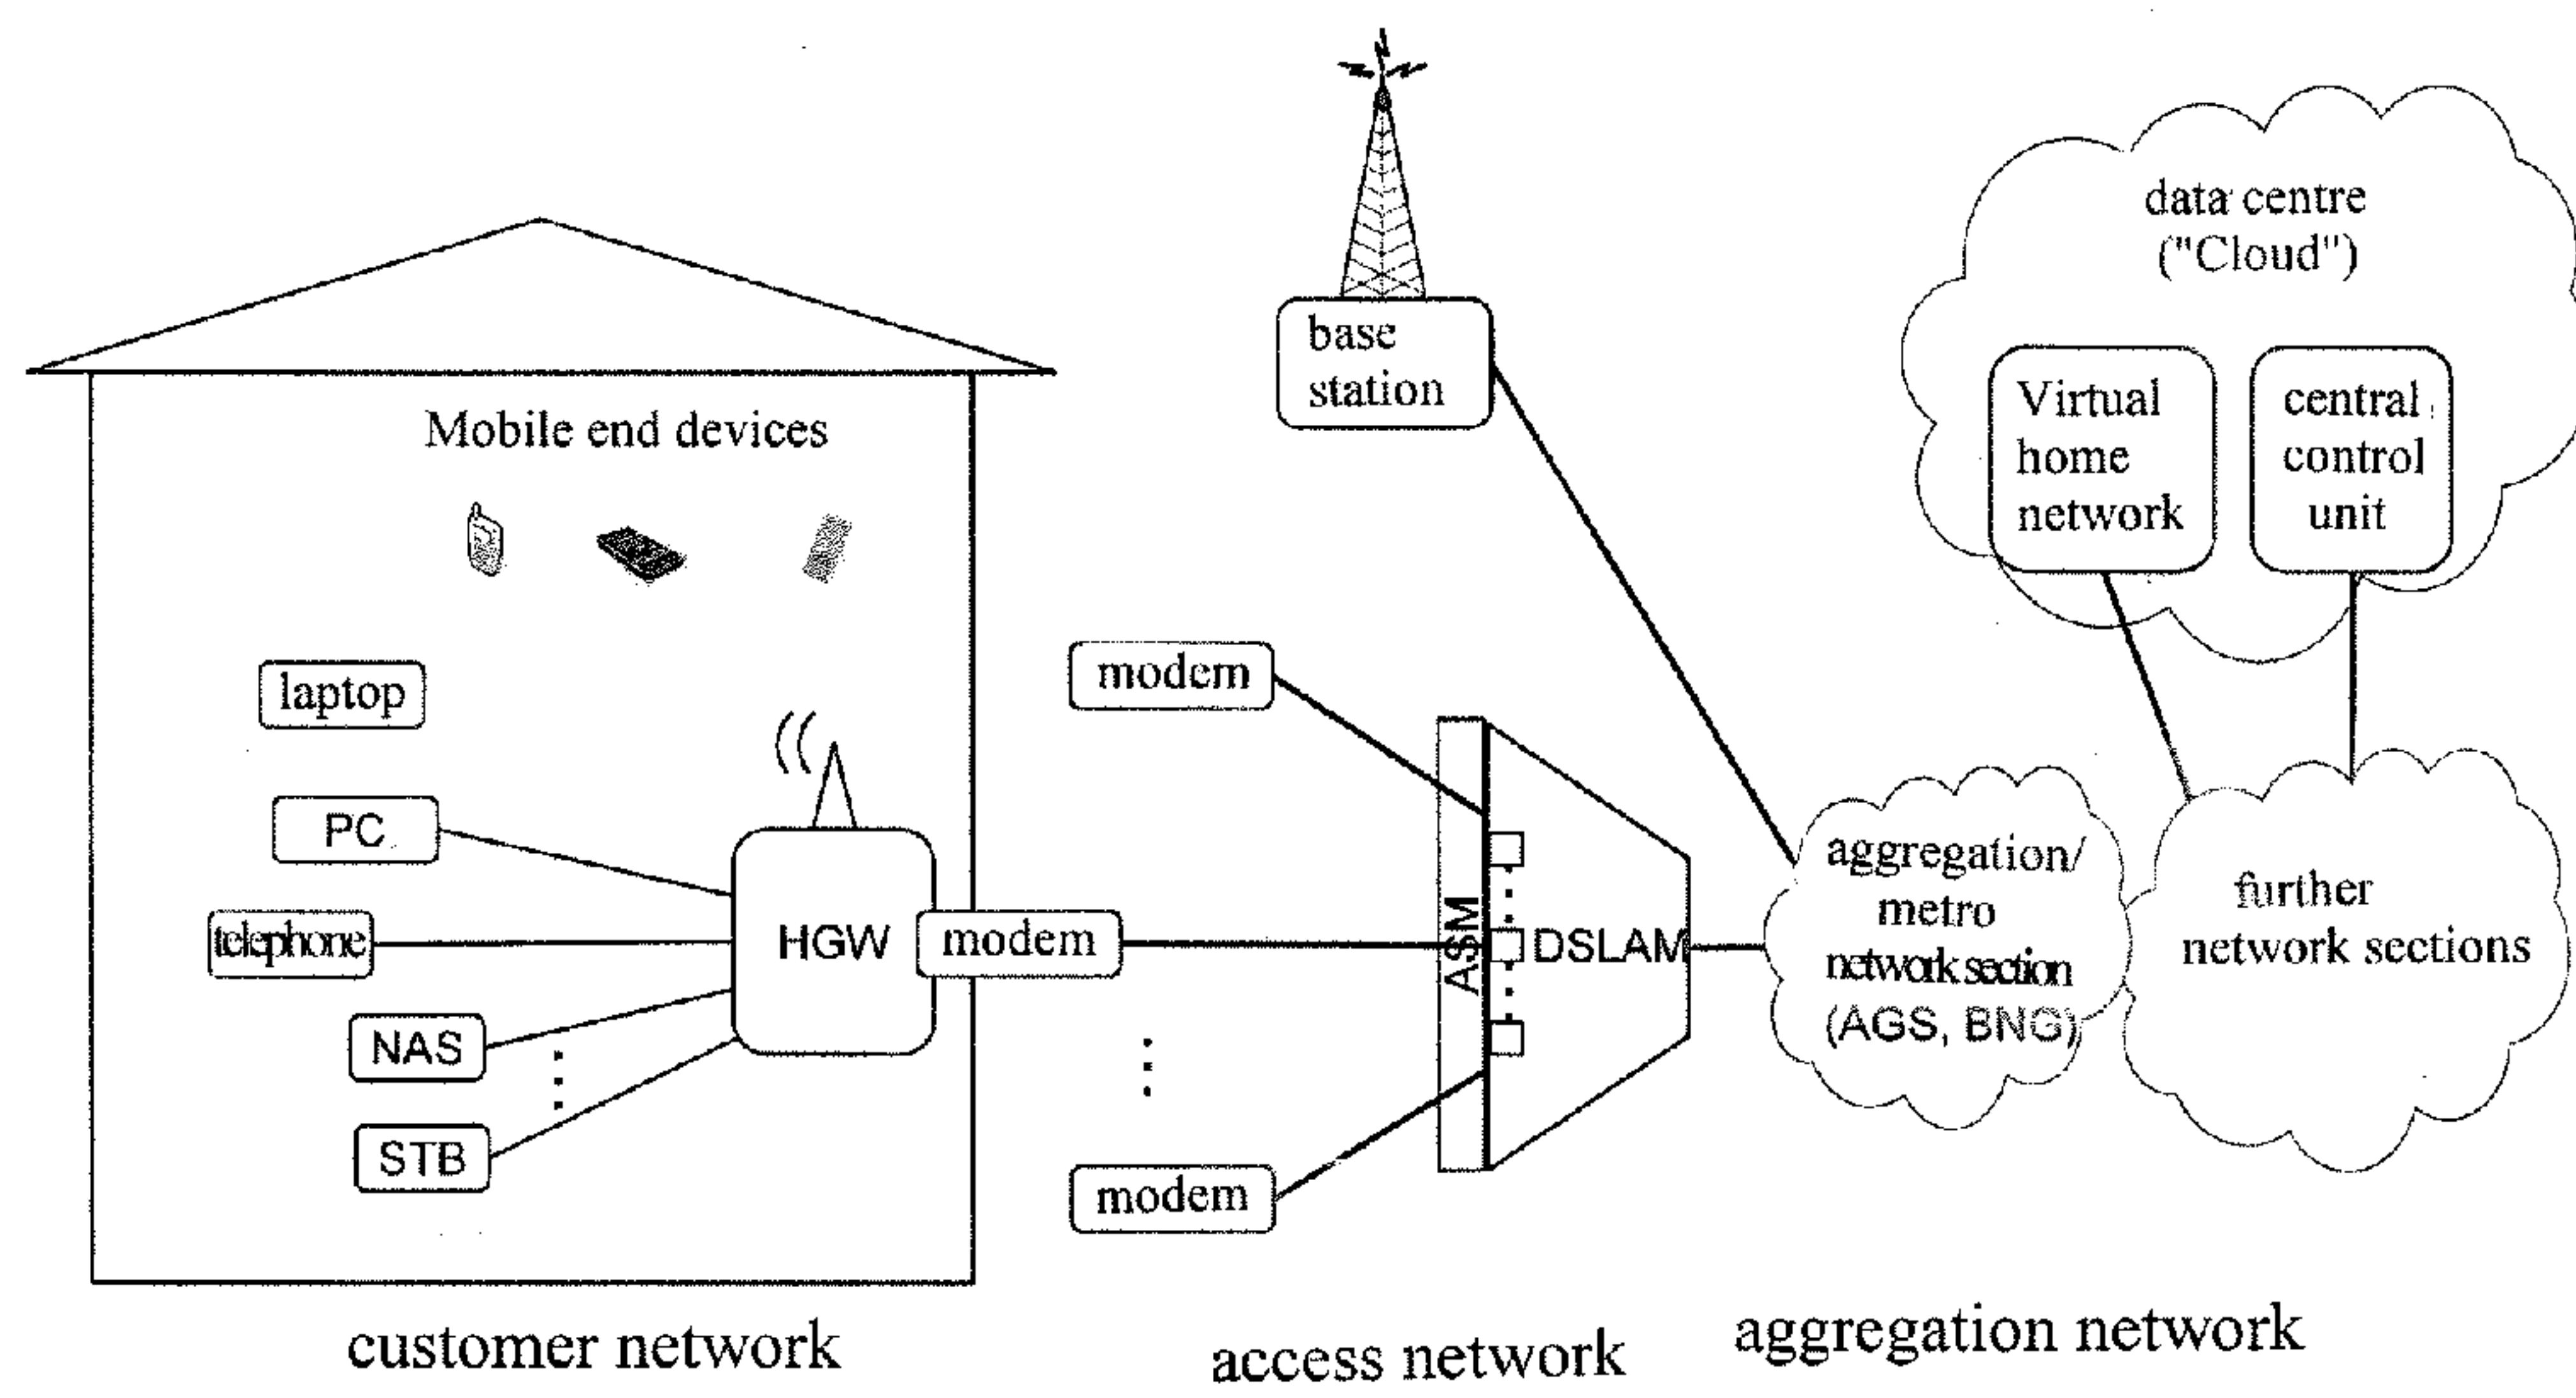 Mobile end devices
laptop
PC
telephone
NAS
STB
HGW
modem
modem
modem
base
station
ASM
DSLAM
aggregation/
metro
network section
(AGS, BNG)
data centre
("Cloud")
Virtual
home
network
central
control
unit
further
network sections
customer network
access network
aggregation network